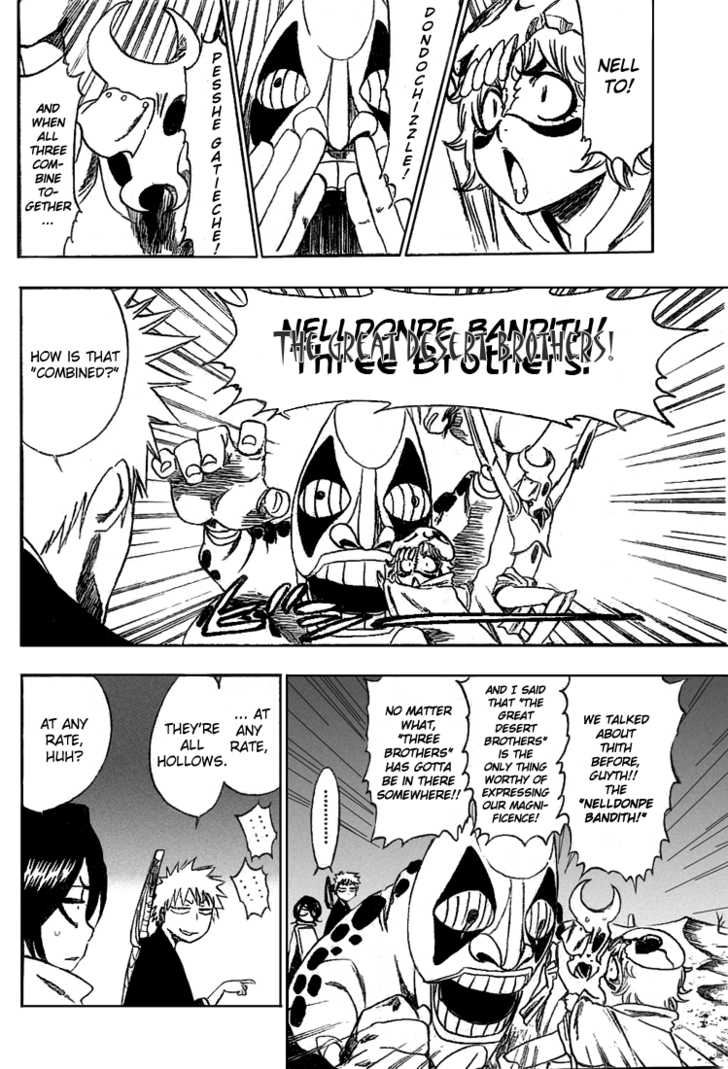 NELL
TO!
DONDOCHIZZLE!
PESSHE GATIECHE!
AND
WHEN
ALL
THREE
COM-
BINE
TO-
GETHER
...
NELLDONPE BANDITH!
THE GREAT DESERT BROTHERS!
Three Brothers!
HOW IS THAT
"COMBINED?"
WE TALKED
ABOUT
THITH
BEFORE,
GUYTH!!
THE
"NELLDONPE
BANDITH!"
AND I SAID
THAT "THE
GREAT
DESERT
BROTHERS"
IS THE
ONLY THING
WORTHY OF
EXPRESSING
OUR MAGNI-
FICENCE!
NO MATTER
WHAT,
"THREE
BROTHERS"
HAS GOTTA
BE IN THERE
SOMEWHERE!!
........
... AT
ANY
RATE,
THEY'RE
ALL
HOLLOWS.
......
......
AT ANY
RATE,
HUH?